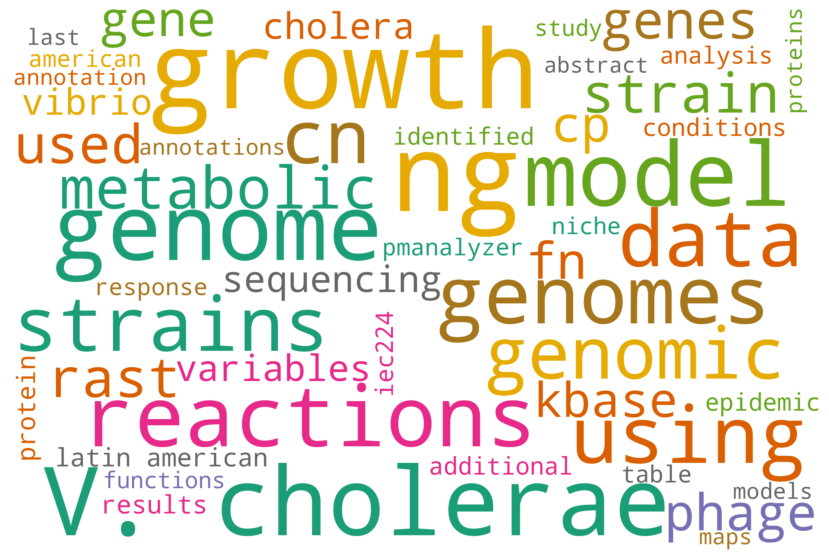 gene
cholera
study
genes
last
american
growth
abstract
analysis
proteins
annotation
vibrio
strain
used
annotations
cn
identified
cp
conditions
metabolic
ng
model
genome
pmanalyzer
niche
fn
data
response
sequencing
genomes
strains
iec224
genomic
protein
rast
variables
kbase
epidemic
reactions
using
latin american
additional
table
functions
results
V. cholerae
models
phage
maps